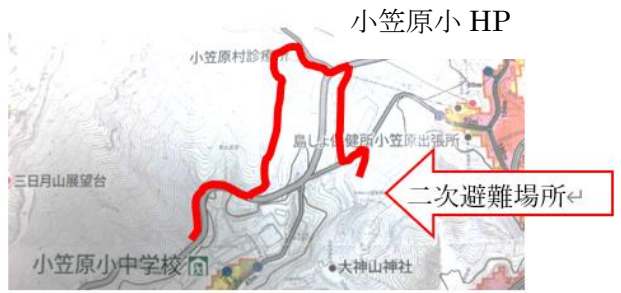 小笠原小 HP
小笠原村診療所
島しょ保健所小笠原出張所
三日月山展望台
二次避難場所↵
小笠原小中学校
大神山神社